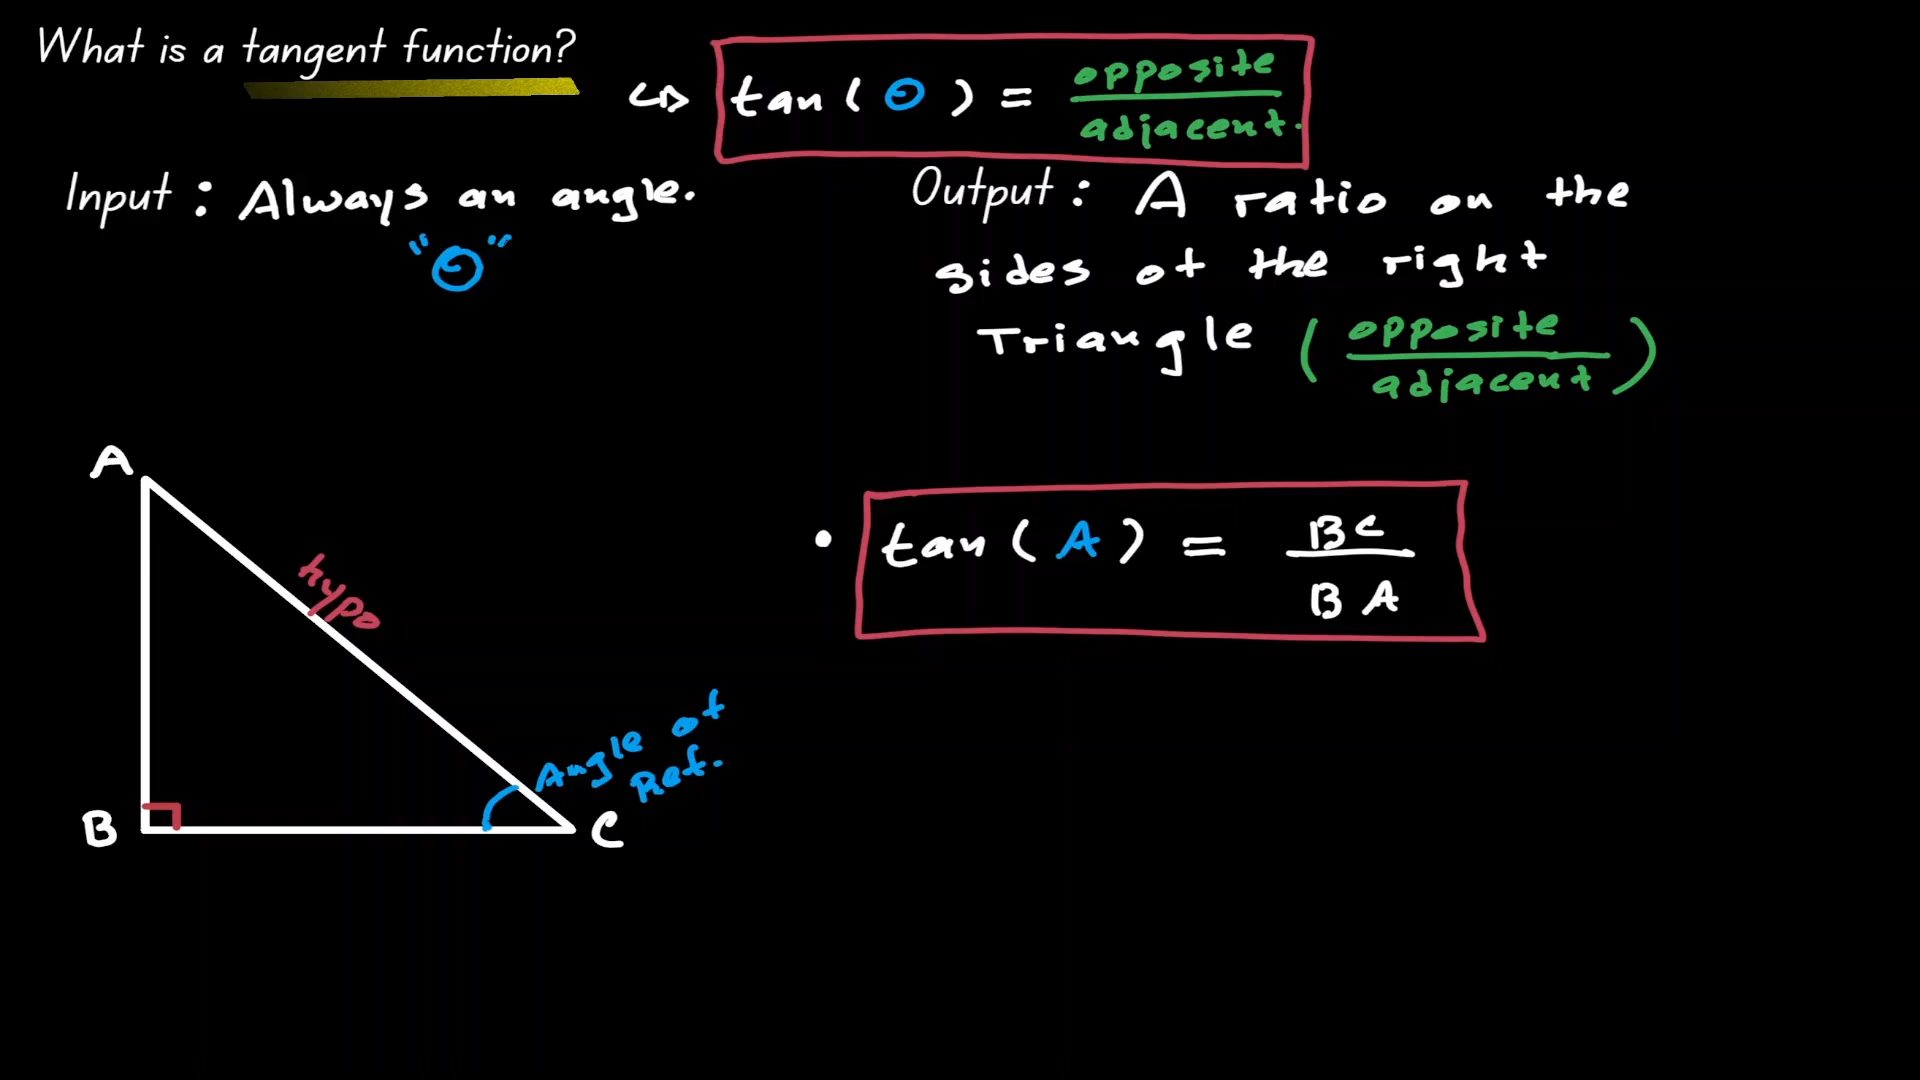 What is a tangent function?
↪ tan(θ) = opposite / adjacent.
Input : Always an angle.
"θ"
Output : A ratio on the
sides of the right
Triangle (opposite / adjacent)
A
hypo
Angle of
Ref.
B
C
• tan(A) = BC / BA